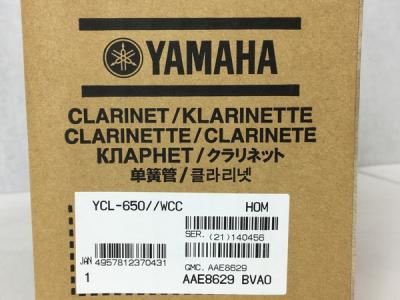 YAMAHA
CLARINET/KLARINETTE
CLARINETTE/CLARINETE
КЛАРНЕТ/クラリネット
单簧管/클라리넷
YCL-650//WCC HOM
SER. (21)140456
JAN 4957812370431
GMC. AAE8629
1 AAE8629 BVA0